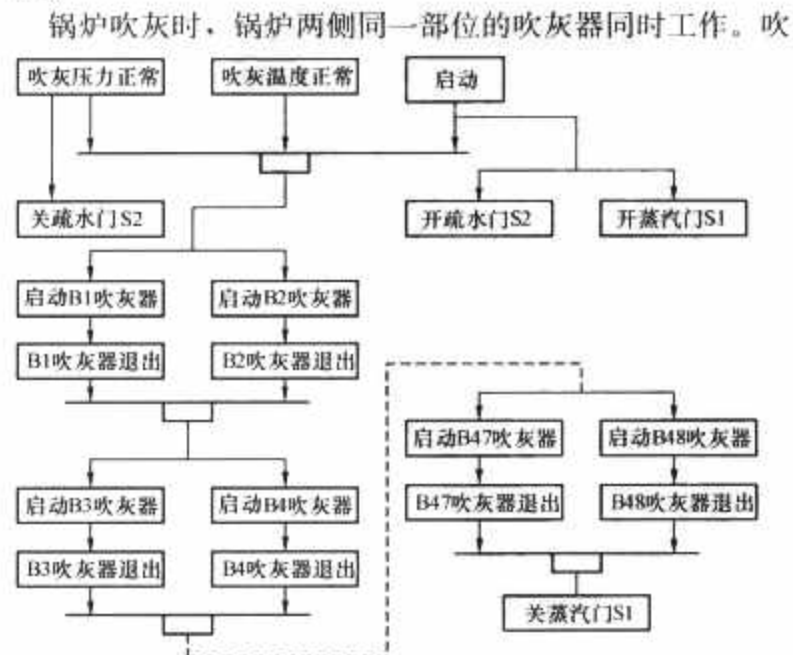 锅炉吹灰时、锅炉两侧同一部位的吹灰器同时工作。吹
吹灰压力正常
吹灰温度正常
启动
关疏水门S2
开疏水门S2
开蒸汽门S1
启动B1吹灰器
启动B2吹灰器
B1吹灰器退出
B2吹灰器退出
启动B3吹灰器
启动B4吹灰器
B3吹灰器退出
B4吹灰器退出
启动B47吹灰器
启动B48吹灰器
B47吹灰器退出
B48吹灰器退出
关蒸汽门S1